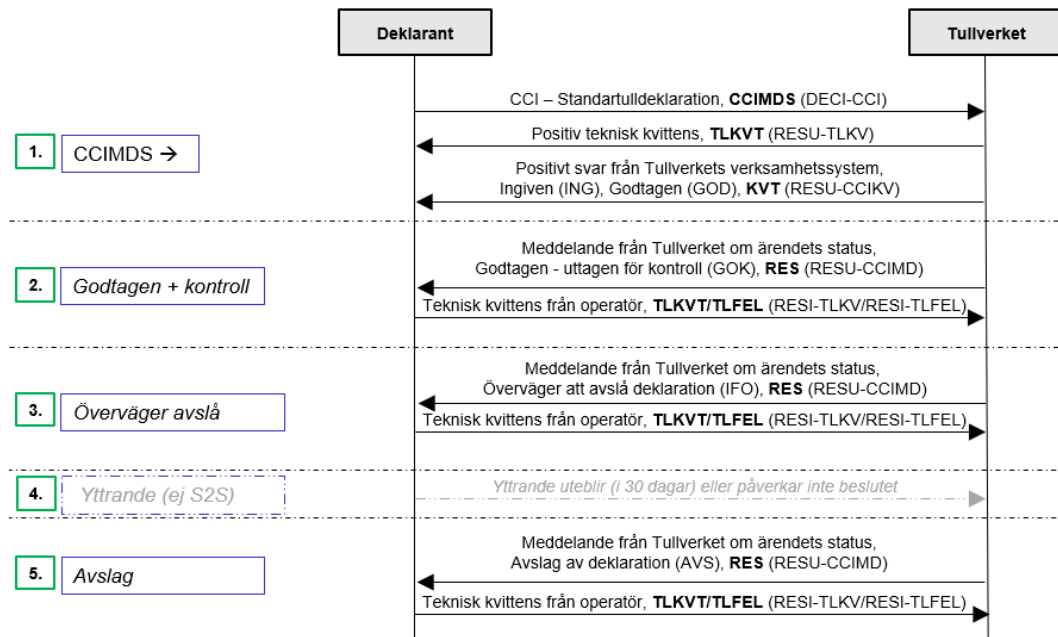 Deklarant
Tullverket
CCI – Standartulldeklaration, CCIMDS (DECI-CCI)
1.
CCIMDS →
Positiv teknisk kvittens, TLKVT (RESU-TLKV)
Positivt svar från Tullverkets verksamhetssystem,
Ingiven (ING), Godtagen (GOD), KVT (RESU-CCIKV)
2.
Godtagen + kontroll
Meddelande från Tullverket om ärendets status,
Godtagen - uttagen för kontroll (GOK), RES (RESU-CCIMD)
Teknisk kvittens från operatör, TLKVT/TLFEL (RESI-TLKV/RESI-TLFEL)
3.
Överväger avslå
Meddelande från Tullverket om ärendets status,
Överväger att avslå deklaration (IFO), RES (RESU-CCIMD)
Teknisk kvittens från operatör, TLKVT/TLFEL (RESI-TLKV/RESI-TLFEL)
4.
Yttrande (ej S2S)
Yttrande uteblir (i 30 dagar) eller påverkar inte beslutet
5.
Avslag
Meddelande från Tullverket om ärendets status,
Avslag av deklaration (AVS), RES (RESU-CCIMD)
Teknisk kvittens från operatör, TLKVT/TLFEL (RESI-TLKV/RESI-TLFEL)